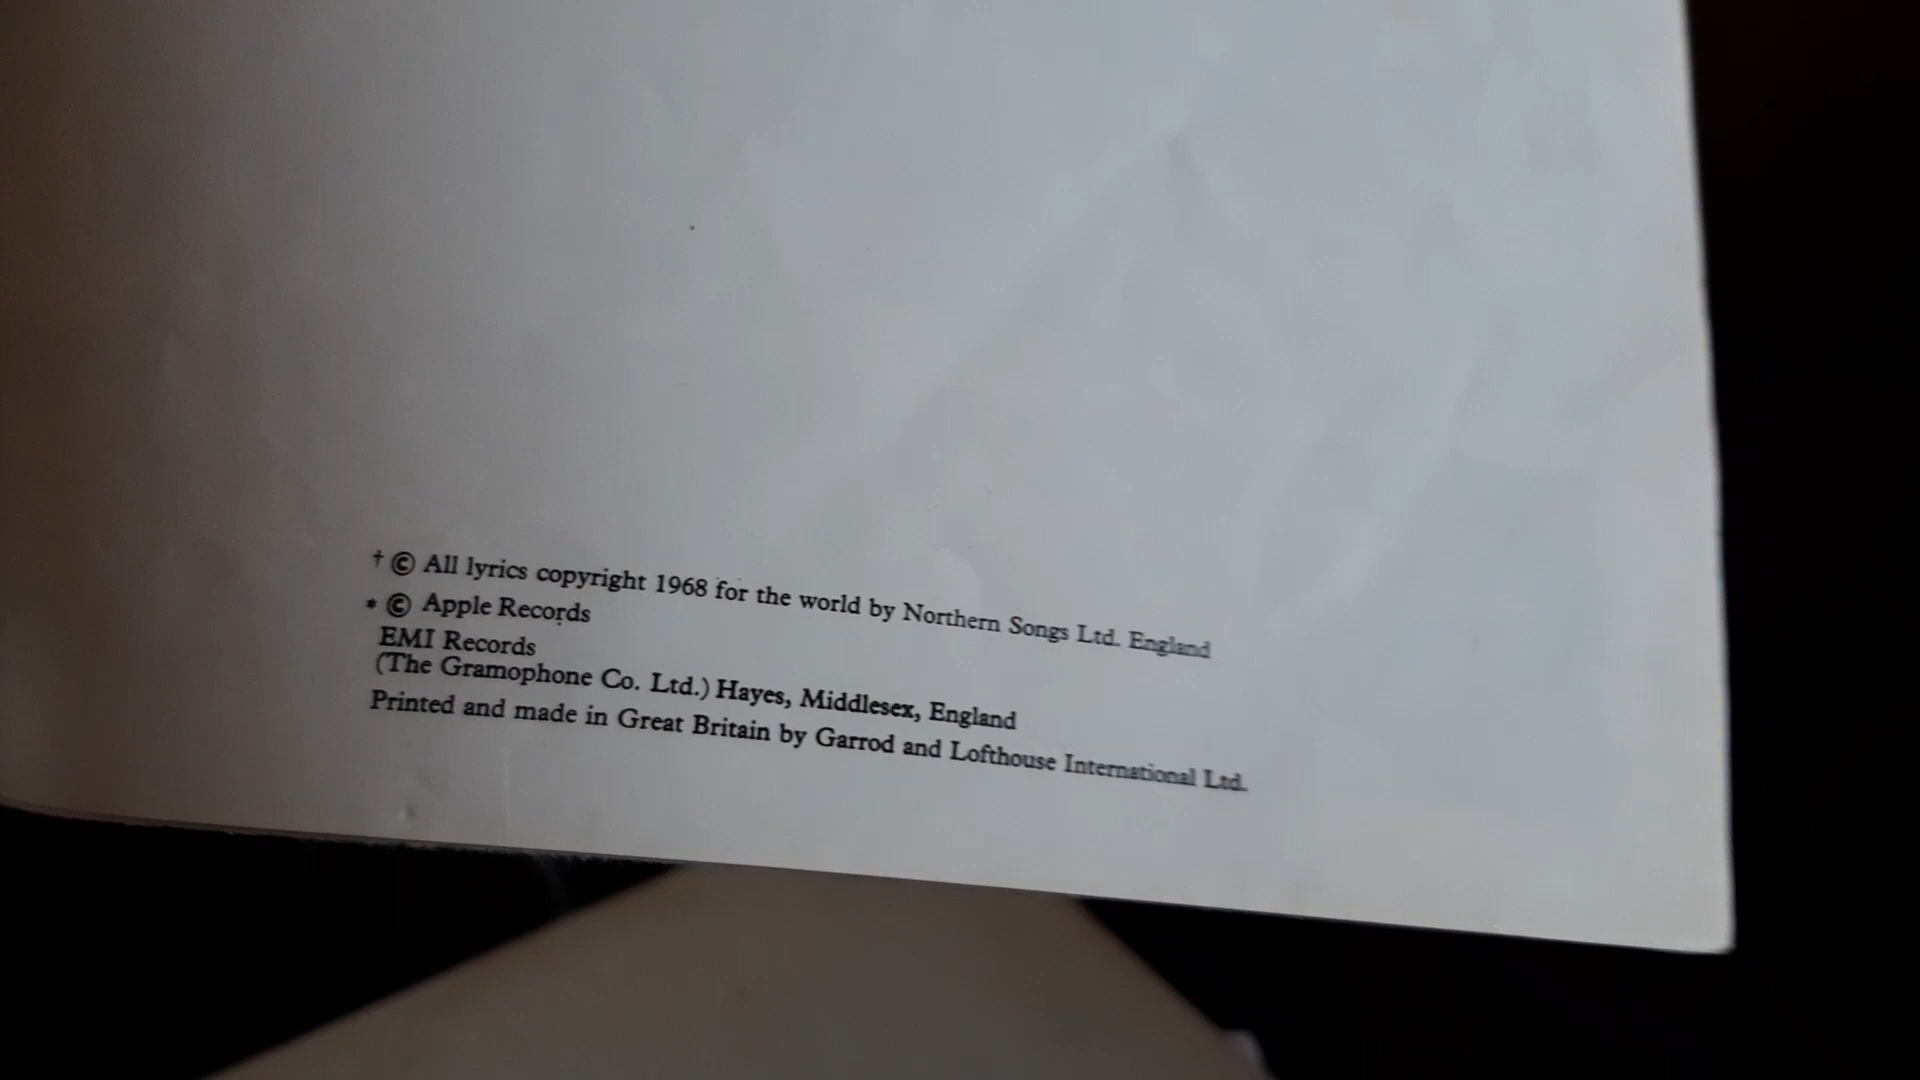 † © All lyrics copyright 1968 for the world by Northern Songs Ltd. England
* © Apple Records
EMI Records
(The Gramophone Co. Ltd.) Hayes, Middlesex, England
Printed and made in Great Britain by Garrod and Lofthouse International Ltd.